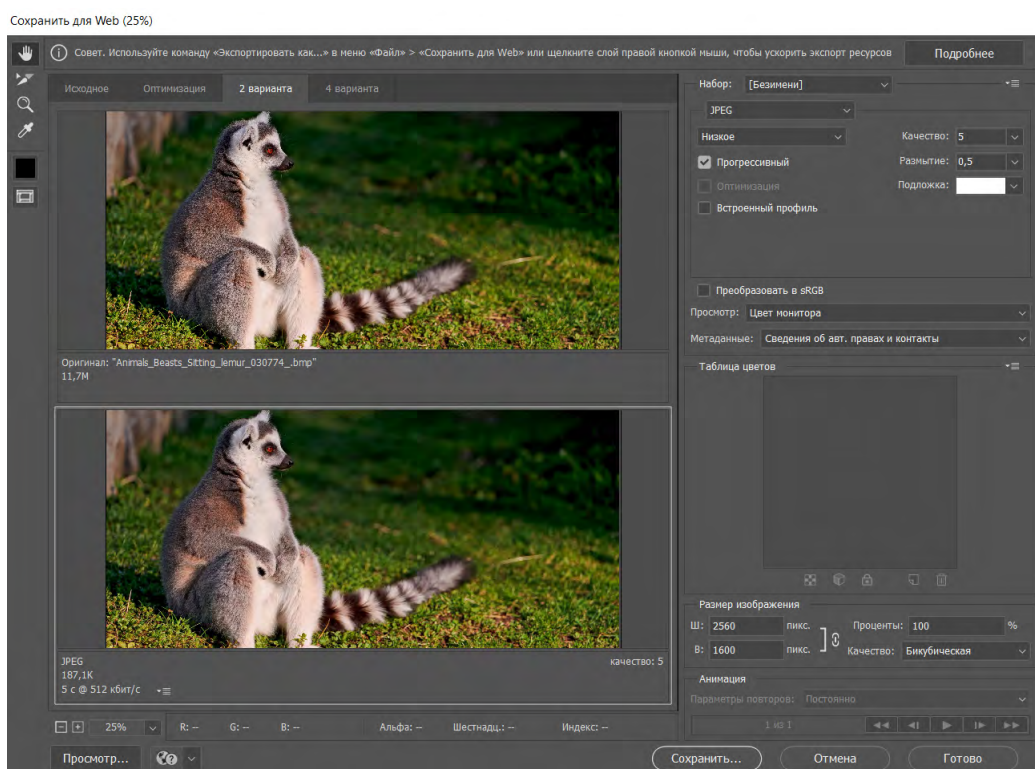 Сохранить для Web (25%)
Совет. Используйте команду «Экспортировать как...» в меню «Файл» > «Сохранить для Web» или щелкните слой правой кнопкой мыши, чтобы ускорить экспорт ресурсов
Подробнее
Исходное Оптимизация 2 варианта 4 варианта
Набор: [Безимени]
JPEG
Низкое Качество: 5
Прогрессивный Размытие: 0,5
Оптимизация Подложка:
Встроенный профиль
Преобразовать в sRGB
Просмотр: Цвет монитора
Метаданные: Сведения об авт. правах и контакты
Оригинал: "Animals_Beasts_Sitting_lemur_030774_.bmp"
11,7M
Таблица цветов
Размер изображения
Ш: 2560 пикс. Проценты: 100 %
В: 1600 пикс. Качество: Бикубическая
JPEG качество: 5
187,1K
5 с @ 512 кбит/с
Анимация
Параметры повторов: Постоянно
1 из 1
25% R: -- G: -- B: -- Альфа: -- Шестнадц.: -- Индекс: --
Просмотр... Сохранить... Отмена Готово